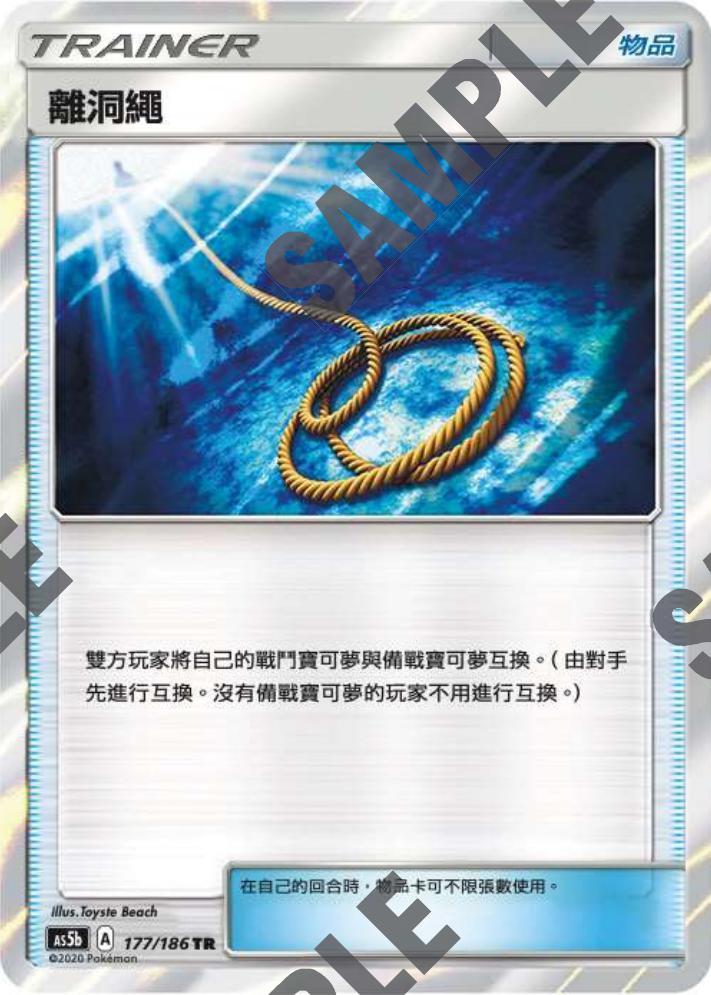 TRAINER
物品
離洞繩
SAMPLE
雙方玩家將自己的戰鬥寶可夢與備戰寶可夢互換。(由對手
先進行互換。沒有備戰寶可夢的玩家不用進行互換。)
在自己的回合時,物品卡可不限張數使用。
Illus.Toyste Beach
AS5b A 177/186 TR
©2020 Pokémon